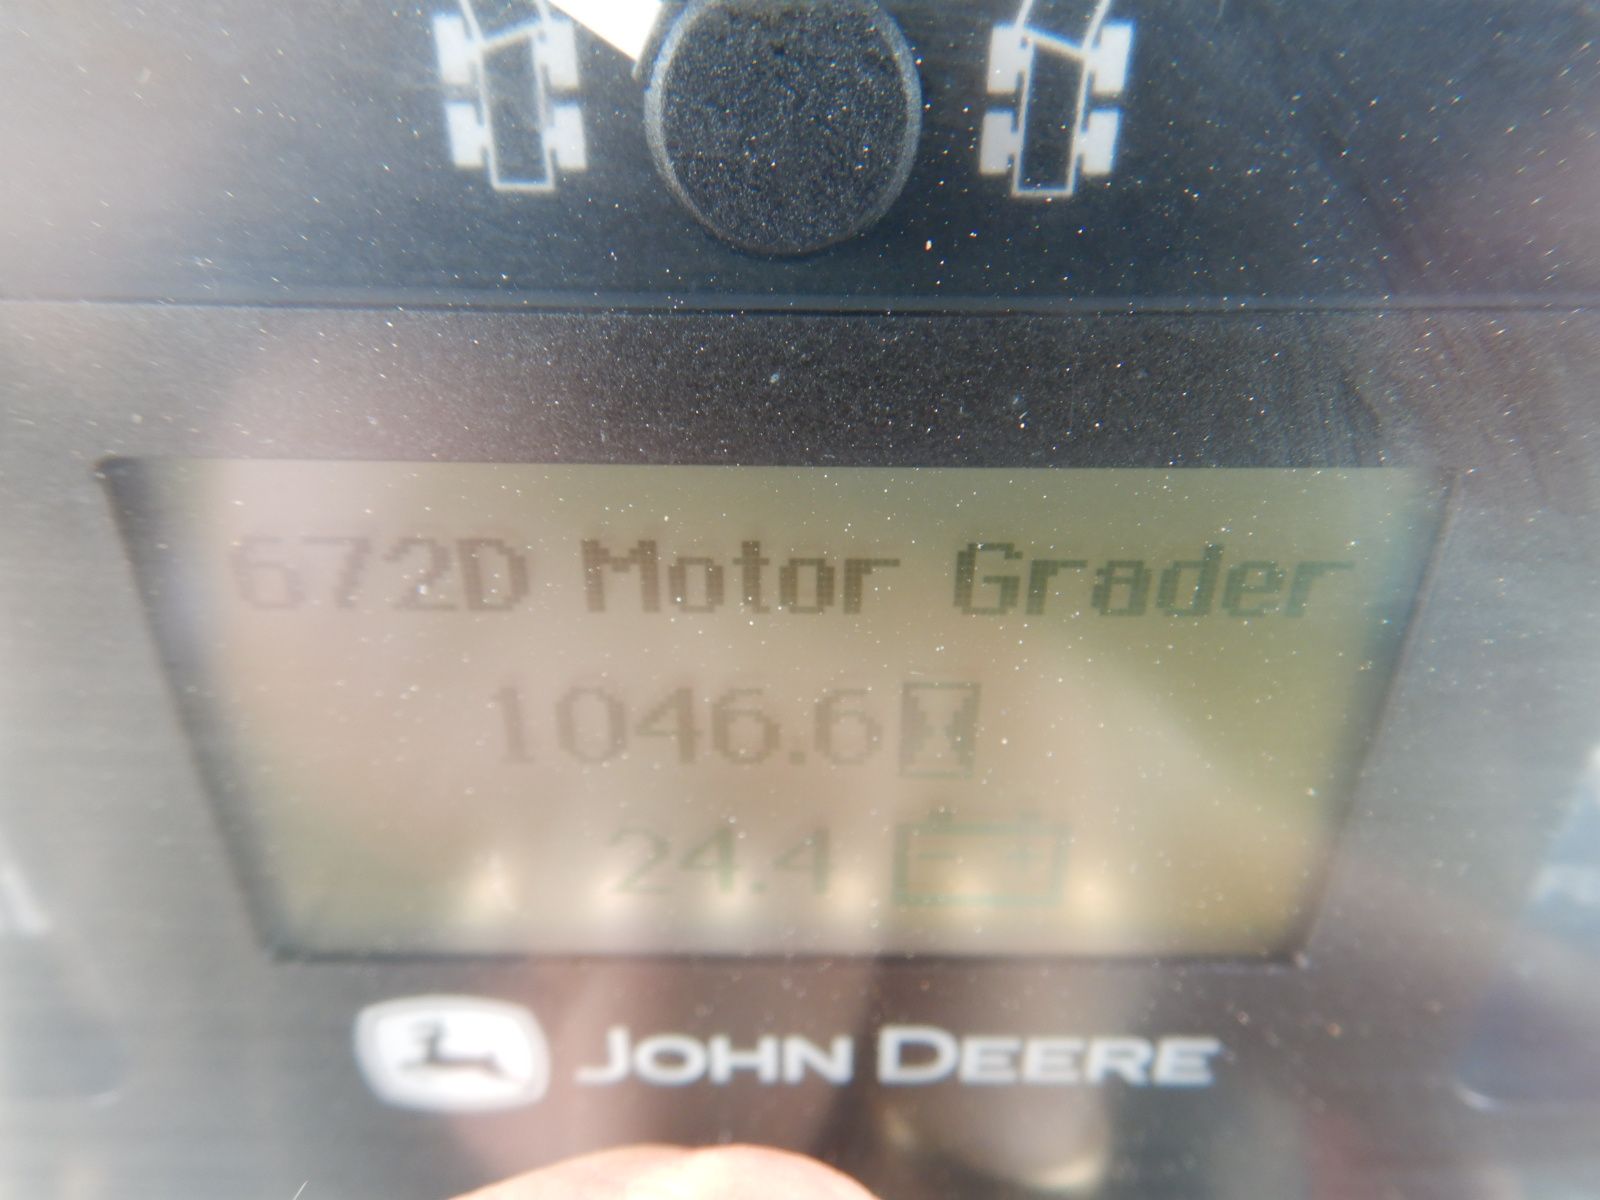 672D Motor Grader
1046.6
24.4
JOHN DEERE